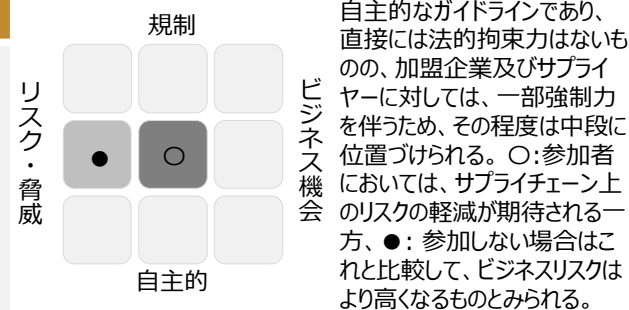 規制
リスク・脅威
●
○
ビジネス機会
自主的
自主的なガイドラインであり、
直接には法的拘束力はないも
のの、加盟企業及びサプライ
ヤーに対しては、一部強制力
を伴うため、その程度は中段に
位置づけられる。○:参加者
においては、サプライチェーン上
のリスクの軽減が期待される一
方、●: 参加しない場合はこ
れと比較して、ビジネスリスクは
より高くなるものとみられる。